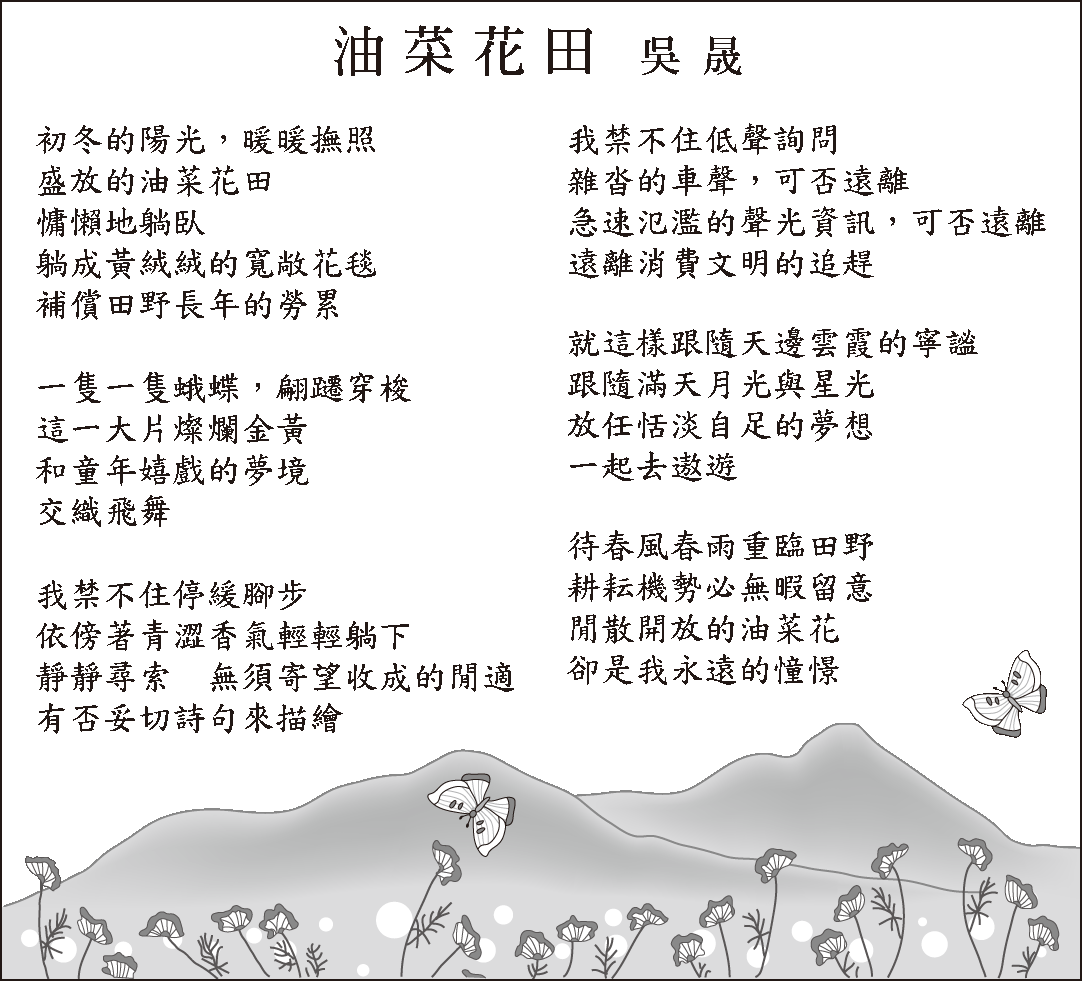 油菜花田 吳晟
初冬的陽光，暖暖撫照
盛放的油菜花田
慵懶地躺臥
躺成黃絨絨的寬敞花毯
補償田野長年的勞累
一隻一隻蛾蝶，翩躚穿梭
這一大片燦爛金黃
和童年嬉戲的夢境
交織飛舞
我禁不住停緩腳步
依傍著青澀香氣輕輕躺下
靜靜尋索　無須寄望收成的閒適
有否妥切詩句來描繪
我禁不住低聲詢問
雜沓的車聲，可否遠離
急速氾濫的聲光資訊，可否遠離
遠離消費文明的追趕
就這樣跟隨天邊雲霞的寧謐
跟隨滿天月光與星光
放任恬淡自足的夢想
一起去遨遊
待春風春雨重臨田野
耕耘機勢必無暇留意
閒散開放的油菜花
卻是我永遠的憧憬